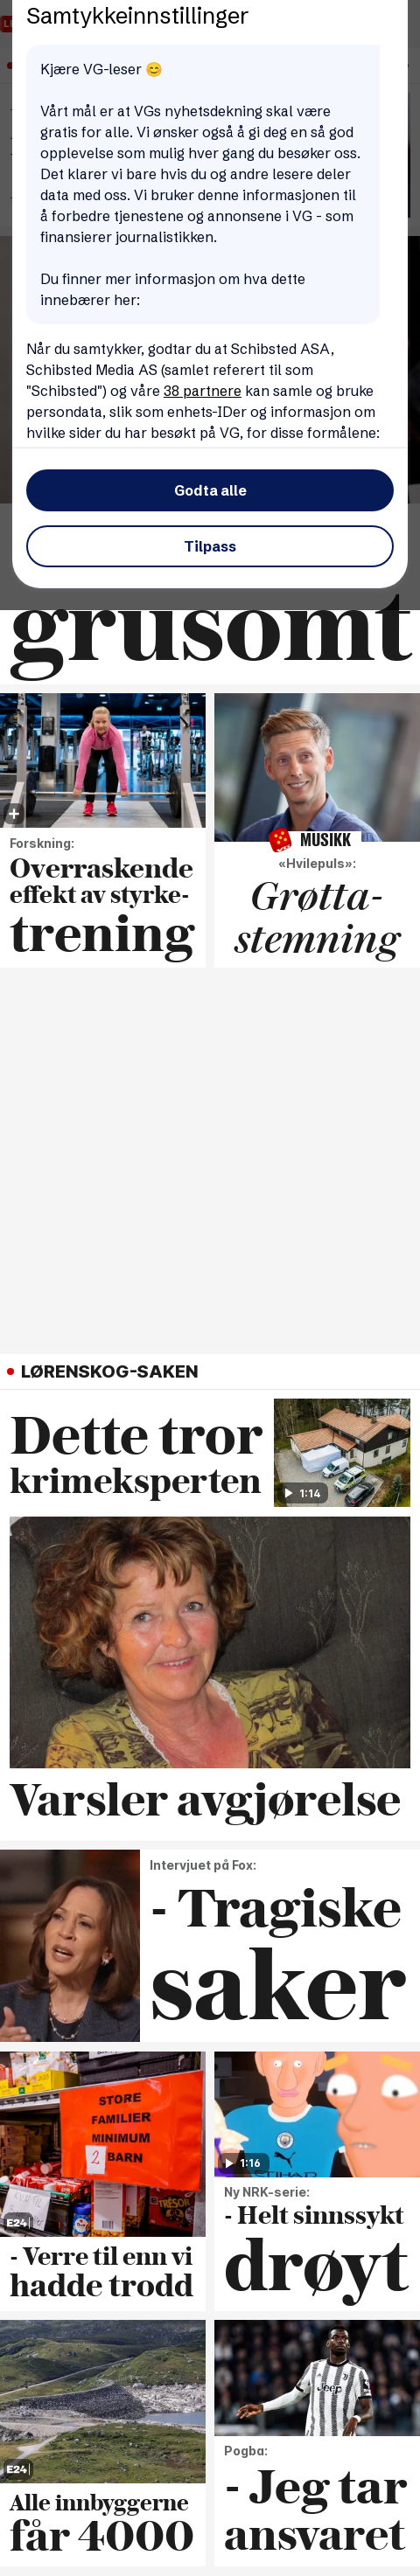 Samtykkeinnstillinger
Kjære VG-leser 😊
Vårt mål er at VGs nyhetsdekning skal være
gratis for alle. Vi ønsker også å gi deg en så god
opplevelse som mulig hver gang du besøker oss.
Det klarer vi bare hvis du og andre lesere deler
data med oss. Vi bruker denne informasjonen til
å forbedre tjenestene og annonsene i VG - som
finansierer journalistikken.
Du finner mer informasjon om hva dette
innebærer her:
Når du samtykker, godtar du at Schibsted ASA,
Schibsted Media AS (samlet referert til som
"Schibsted") og våre 38 partnere kan samle og bruke
persondata, slik som enhets-IDer og informasjon om
hvilke sider du har besøkt på VG, for disse formålene:
Godta alle
Tilpass
grusomt
Forskning:
Overraskende
effekt av styrke-
trening
MUSIKK
«Hvilepuls»:
Grøtta-
stemning
LØRENSKOG-SAKEN
Dette tror
krimeksperten
1:14
Varsler avgjørelse
Intervjuet på Fox:
- Tragiske
saker
STORE
FAMILIER
MINIMUM
2 BARN
E24
- Verre til enn vi
hadde trodd
1:16
Ny NRK-serie:
- Helt sinnssykt
drøyt
E24
Alle innbyggerne
får 4000
Jeep
Pogba:
- Jeg tar
ansvaret